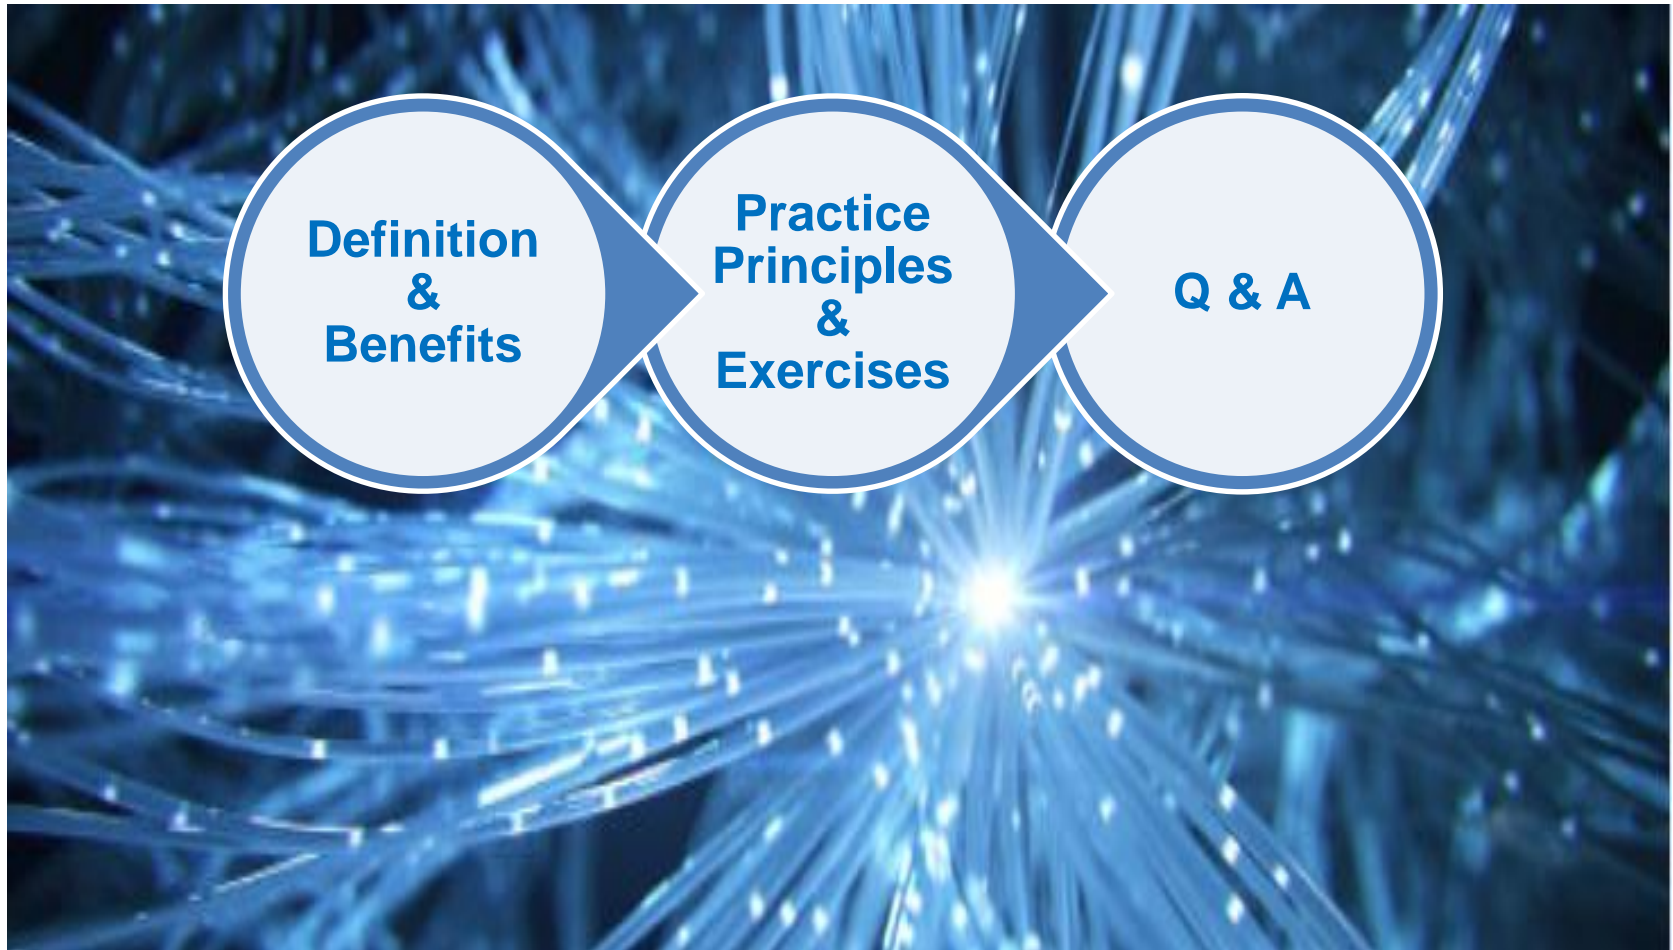 Definition
&
Benefits
Practice
Principles
&
Exercises
Q & A